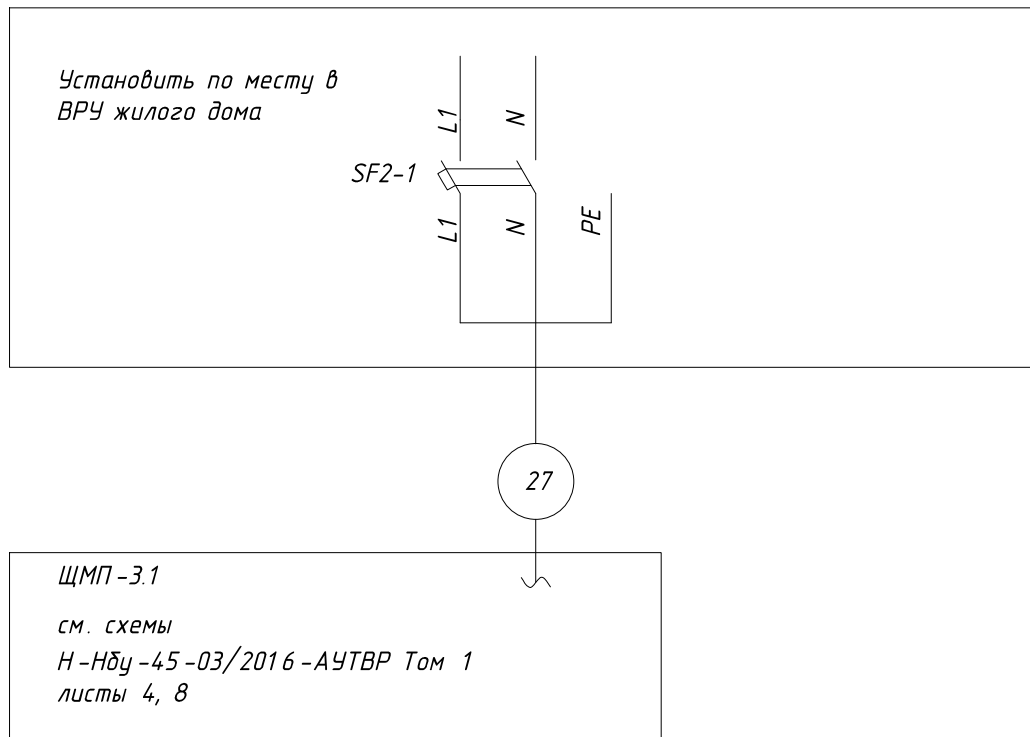 Установить по месту в
ВРУ жилого дома
L1
N
SF2-1
L1
N
PE
27
ЩМП-3.1
см. схемы
Н-Нбу-45-03/2016-АУТВР Том 1
листы 4, 8